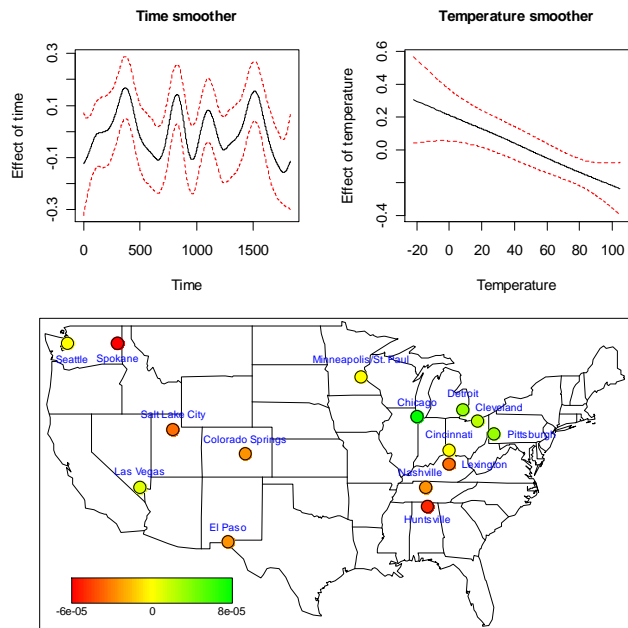 Time smoother
Temperature smoother
Effect of time
-0.3
-0.1
0.1
0.3
0
500
1000
1500
Time
Effect of temperature
-0.4
0.0
0.2
0.4
0.6
-20
0
20
40
60
80
100
Temperature
Seattle
Spokane
Minneapolis/St. Paul
Detroit
Chicago
Cleveland
Salt Lake City
Cincinnati
Pittsburgh
Colorado Springs
Lexington
Las Vegas
Nashville
Huntsville
El Paso
-6e-05
0
8e-05